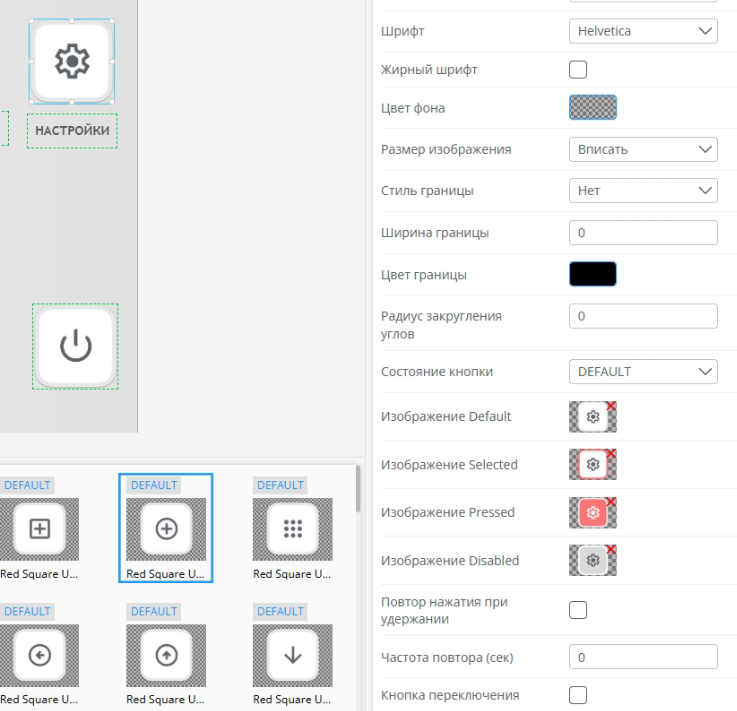 НАСТРОЙКИ
DEFAULT DEFAULT DEFAULT
Red Square U... Red Square U... Red Square U...
DEFAULT DEFAULT DEFAULT
Red Square U... Red Square U... Red Square U...
Шрифт Helvetica
Жирный шрифт
Цвет фона
Размер изображения Вписать
Стиль границы Нет
Ширина границы 0
Цвет границы
Радиус закругления
углов 0
Состояние кнопки DEFAULT
Изображение Default
Изображение Selected
Изображение Pressed
Изображение Disabled
Повтор нажатия при
удержании
Частота повтора (сек) 0
Кнопка переключения